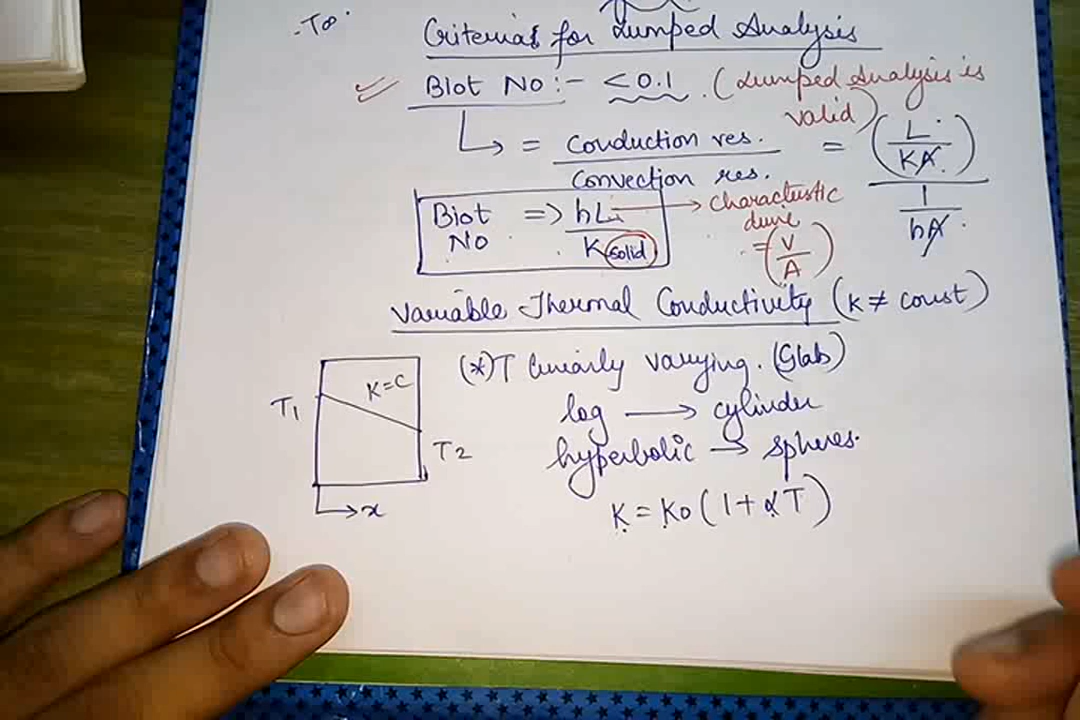 T∞
Criterias for Lumped Analysis
Biot No :- < 0.1 . (Lumped Analysis is valid)
↳ = Conduction res. / Convection res. = (L / KA) / (1 / hA)
Biot No => hLc / K solid → characteristic
= (V / A)
Variable Thermal Conductivity (K ≠ const)
(*) T linearly varying. (Slab)
log → cylinder
hyperbolic → spheres.
K = K0 (1 + αT)
K = C
T1
T2
→ x